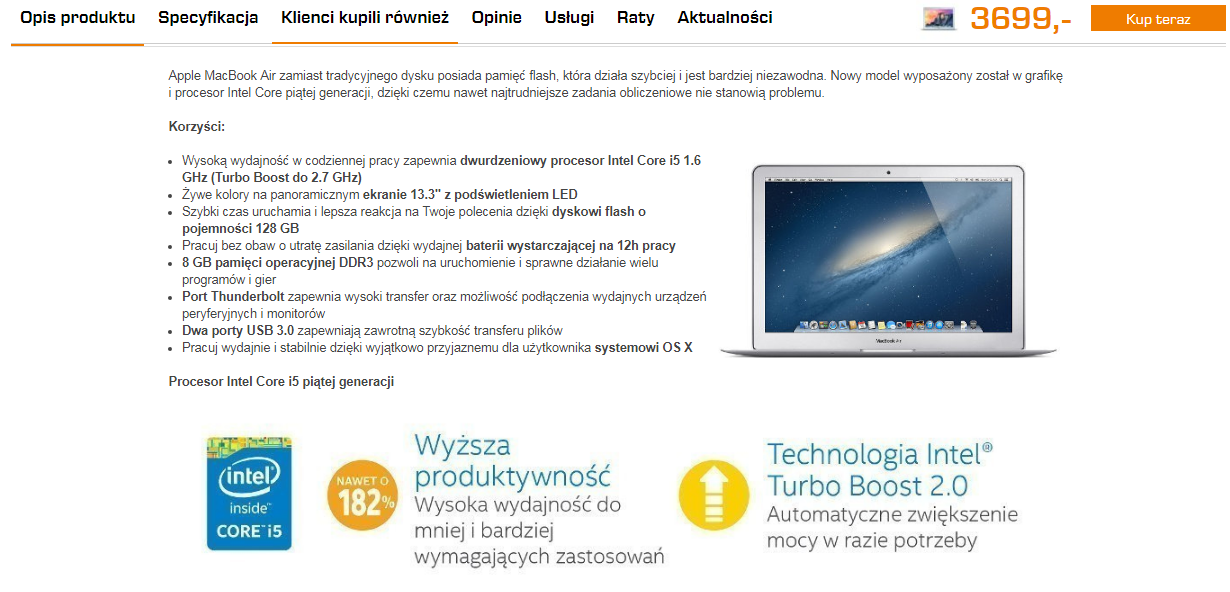 Opis produktu Specyfikacja Klienci kupili również Opinie Usługi Raty Aktualności 3699,- Kup teraz
Apple MacBook Air zamiast tradycyjnego dysku posiada pamięć flash, która działa szybciej i jest bardziej niezawodna. Nowy model wyposażony został w grafikę
i procesor Intel Core piątej generacji, dzięki czemu nawet najtrudniejsze zadania obliczeniowe nie stanowią problemu.
Korzyści:
Wysoką wydajność w codziennej pracy zapewnia dwurdzeniowy procesor Intel Core i5 1.6
GHz (Turbo Boost do 2.7 GHz)
Żywe kolory na panoramicznym ekranie 13.3" z podświetleniem LED
Szybki czas uruchamia i lepsza reakcja na Twoje polecenia dzięki dyskowi flash o
pojemności 128 GB
Pracuj bez obaw o utratę zasilania dzięki wydajnej baterii wystarczającej na 12h pracy
8 GB pamięci operacyjnej DDR3 pozwoli na uruchomienie i sprawne działanie wielu
programów i gier
Port Thunderbolt zapewnia wysoki transfer oraz możliwość podłączenia wydajnych urządzeń
peryferyjnych i monitorów
Dwa porty USB 3.0 zapewniają zawrotną szybkość transferu plików
Pracuj wydajnie i stabilnie dzięki wyjątkowo przyjaznemu dla użytkownika systemowi OS X
MacBook Air
Procesor Intel Core i5 piątej generacji
intel®
inside™
CORE™ i5
NAWET O
182%
Wyższa
produktywność
Wysoka wydajność do
mniej i bardziej
wymagających zastosowań
Technologia Intel®
Turbo Boost 2.0
Automatyczne zwiększenie
mocy w razie potrzeby